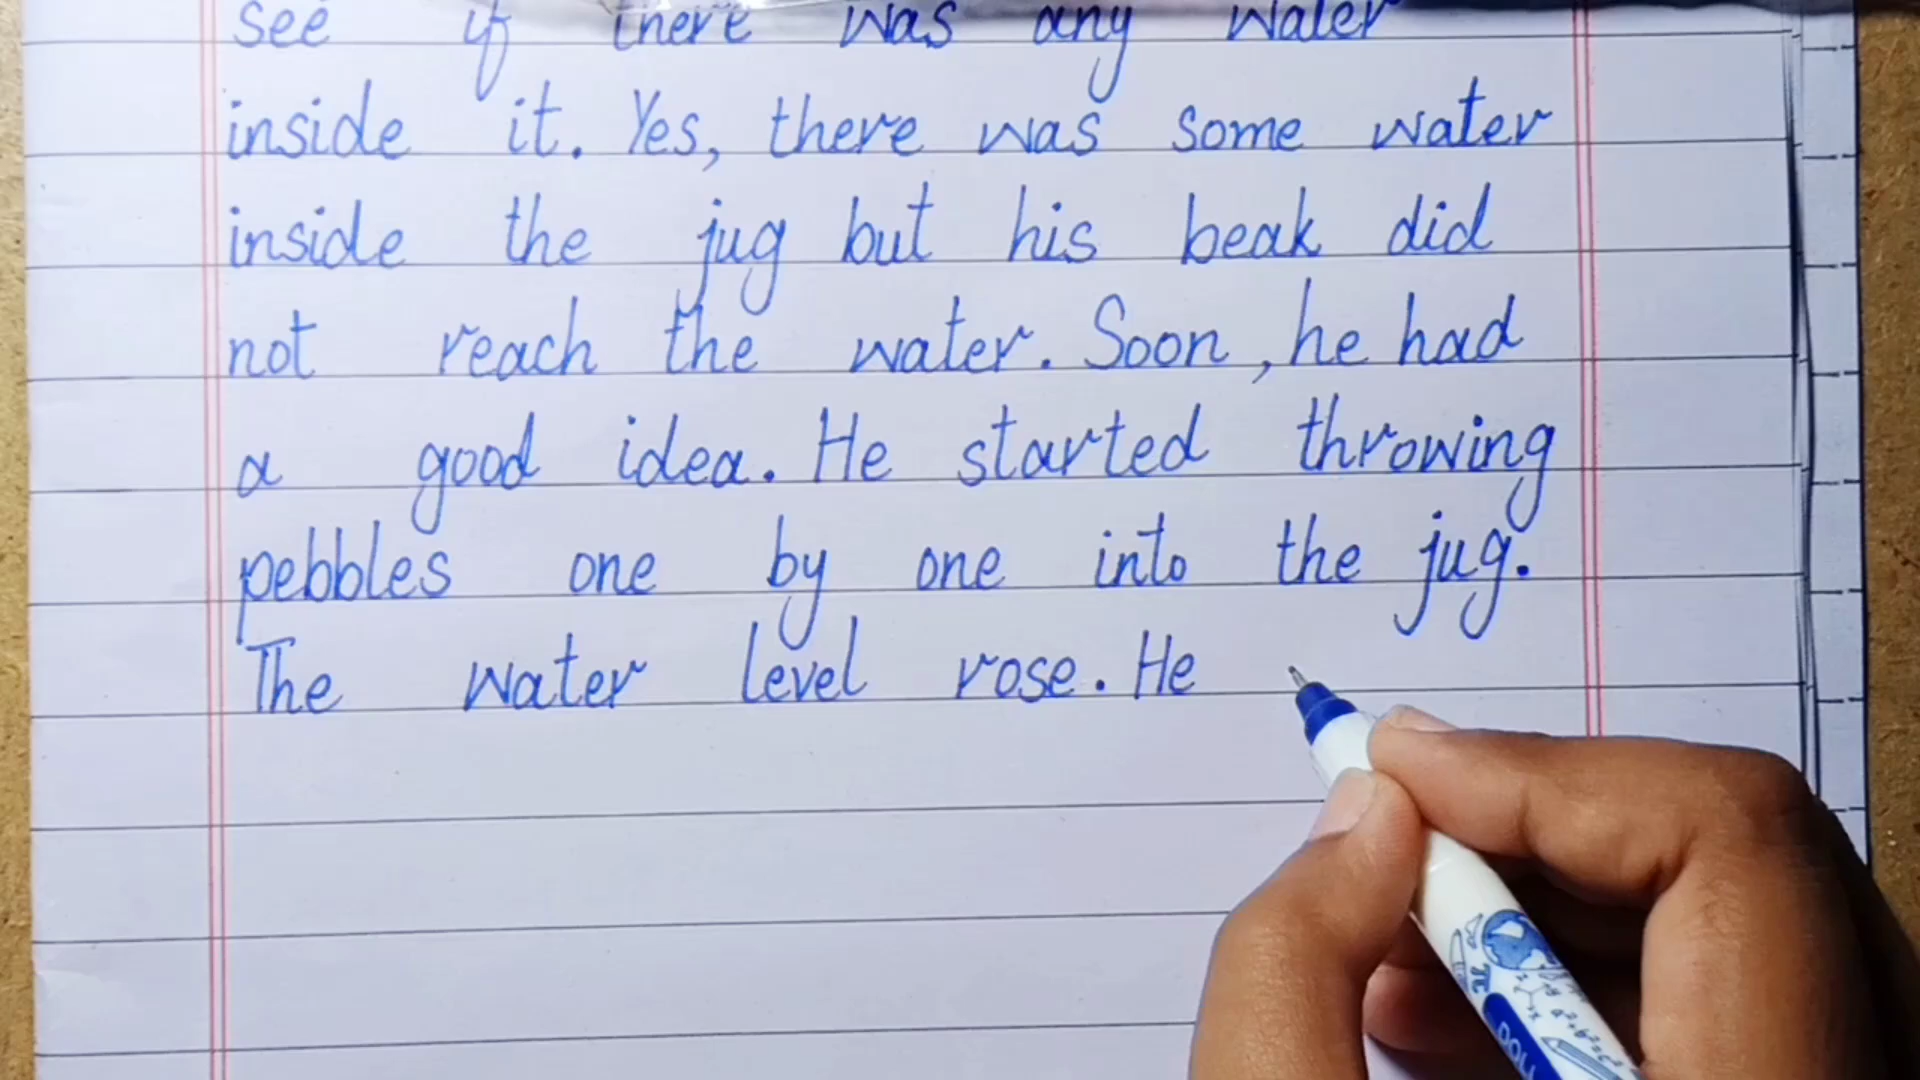 see if there was any water
inside it. Yes, there was some water
inside the jug but his beak did
not reach the water. Soon, he had
a good idea. He started throwing
pebbles one by one into the jug.
The water level rose. He